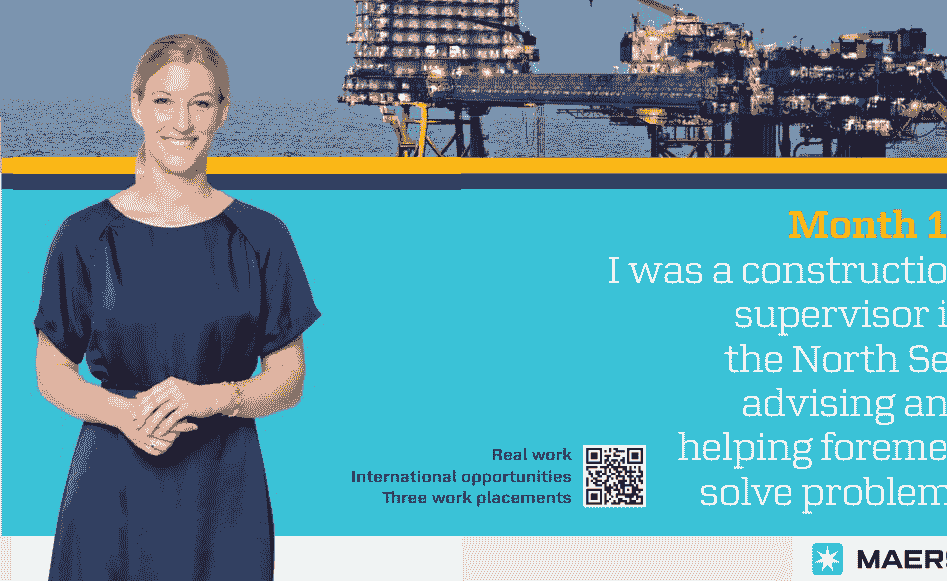 Month 1
I was a constructio
supervisor i
the North Se
advising an
helping foreme
solve problem
Real work
International opportunities
Three work placements
MAERS